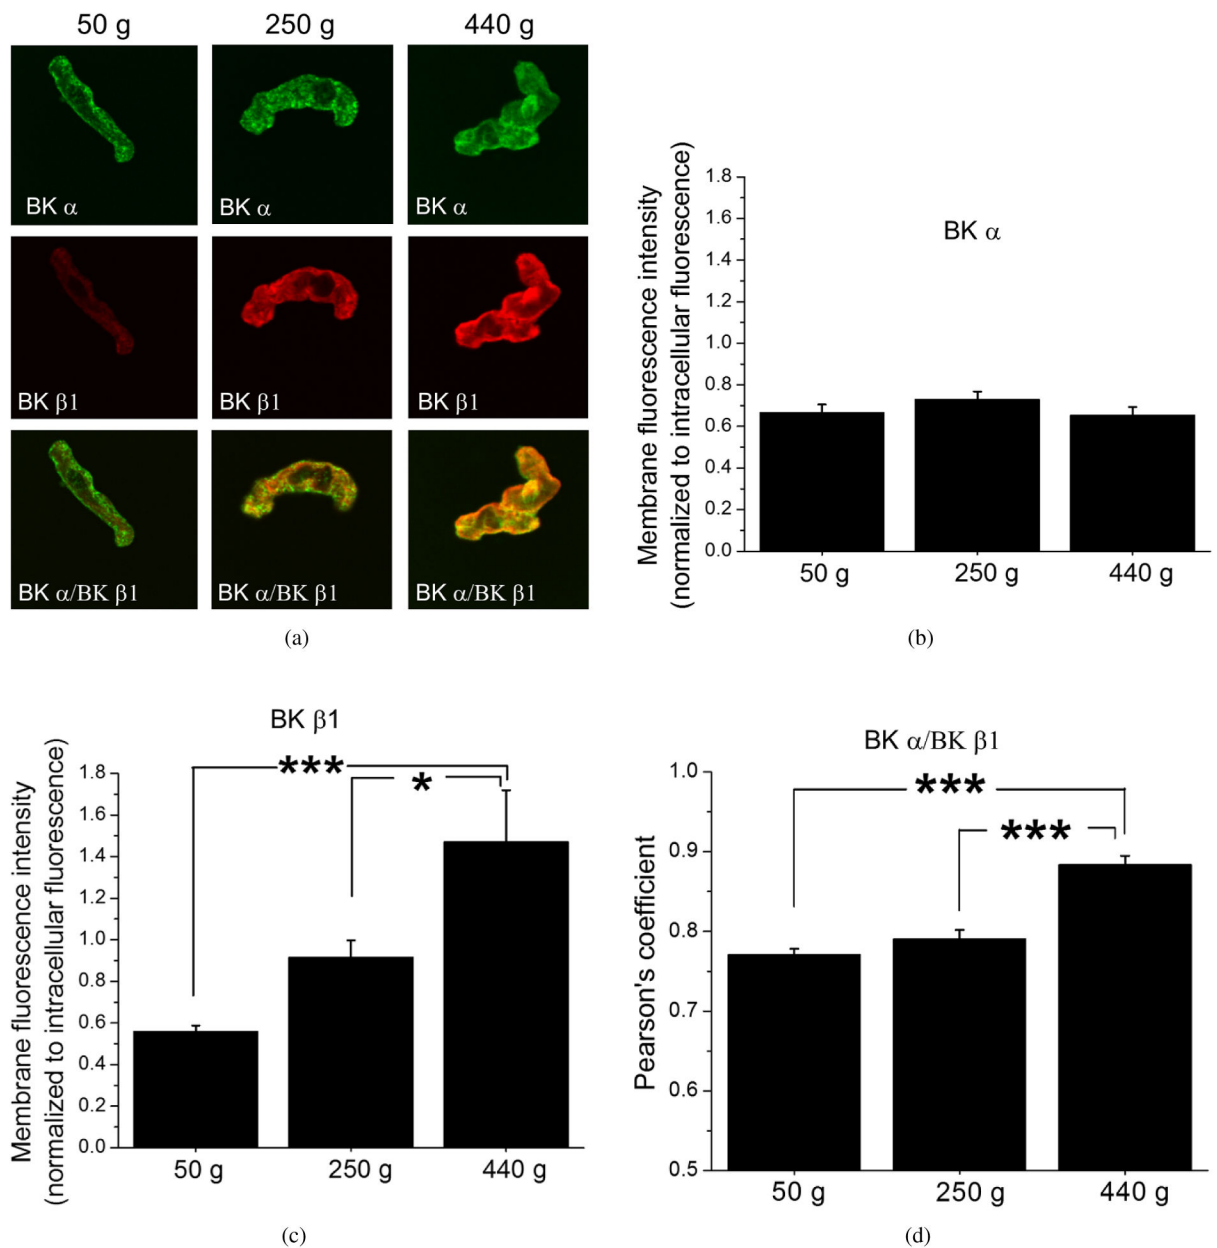 50 g 250 g 440 g
BK α BK α BK α
BK β1 BK β1 BK β1
BK α/BK β1 BK α/BK β1 BK α/BK β1
(a)
Membrane fluorescence intensity
(normalized to intracellular fluorescence)
BK α
1.8
1.6
1.4
1.2
1.0
0.8
0.6
0.4
0.2
0.0
50 g 250 g 440 g
(b)
BK β1
Membrane fluorescence intensity
(normalized to intracellular fluorescence)
***
*
1.8
1.6
1.4
1.2
1.0
0.8
0.6
0.4
0.2
0.0
50 g 250 g 440 g
(c)
BK α/BK β1
Pearson's coefficient
***
***
1.0
0.9
0.8
0.7
0.6
0.5
50 g 250 g 440 g
(d)